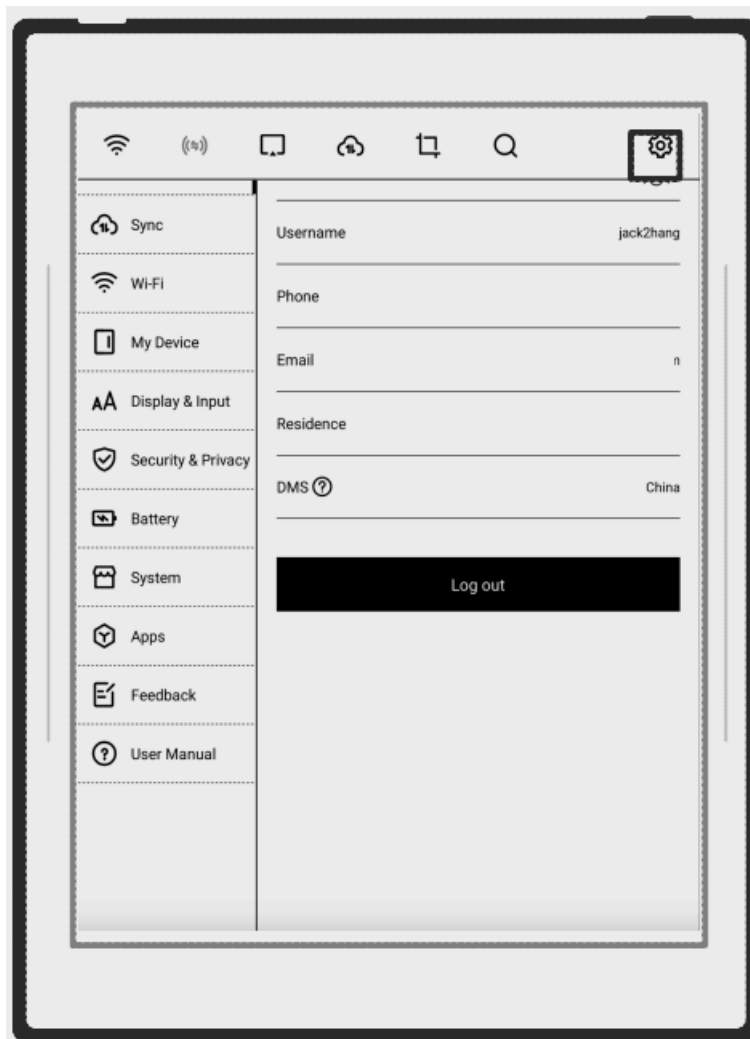 Sync
Wi-Fi
My Device
AA Display & Input
Security & Privacy
Battery
System
Apps
Feedback
User Manual
Username jack2hang
Phone
Email n
Residence
DMS ? China
Log out